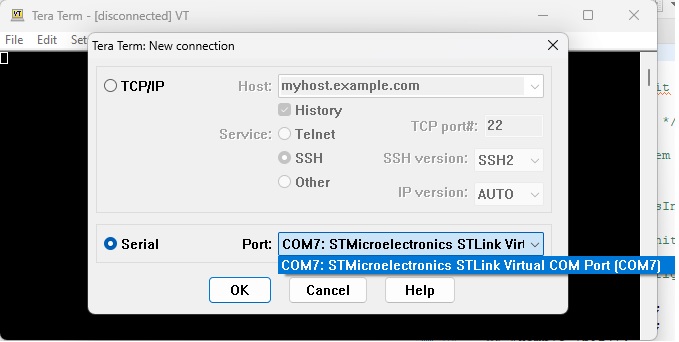 Tera Term - [disconnected] VT
File Edit Set
Tera Term: New connection
TCP/IP Host: myhost.example.com
History
Service: Telnet TCP port#: 22
SSH SSH version: SSH2
Other IP version: AUTO
Serial Port: COM7: STMicroelectronics STLink Virt
COM7: STMicroelectronics STLink Virtual COM Port (COM7)
OK Cancel Help